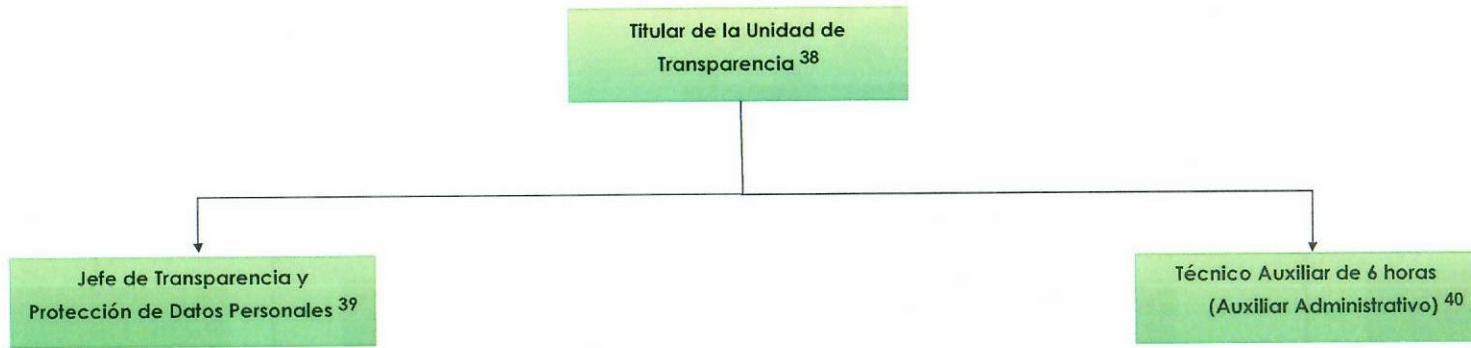 Titular de la Unidad de
Transparencia 38
Jefe de Transparencia y
Protección de Datos Personales 39
Técnico Auxiliar de 6 horas
(Auxiliar Administrativo) 40